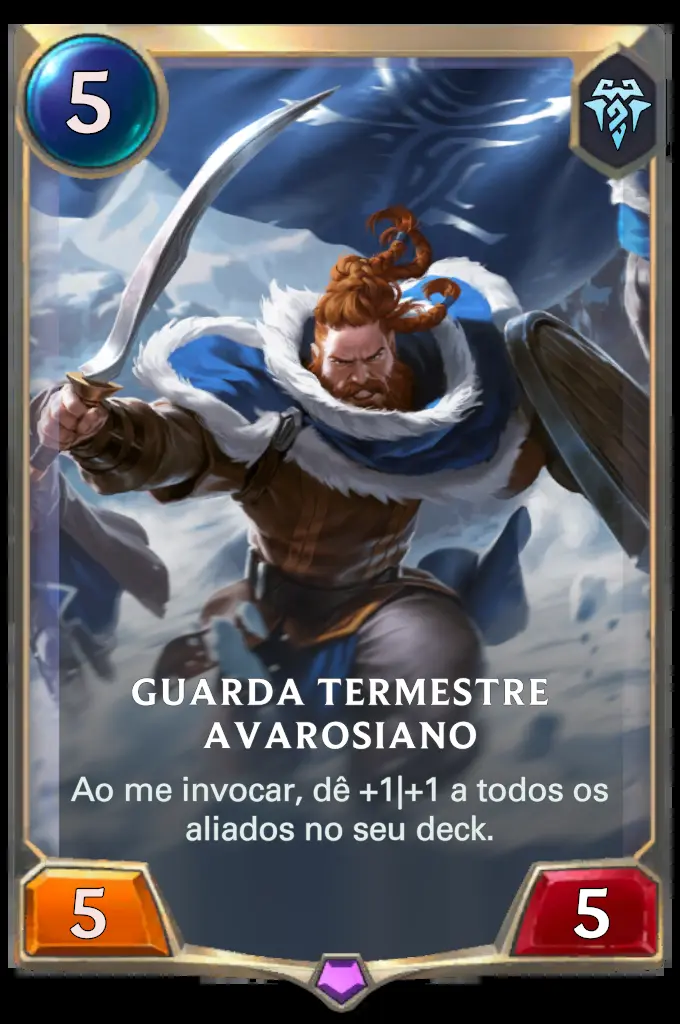 5
GUARDA TERMESTRE
AVAROSIANO
Ao me invocar, dê +1|+1 a todos os
aliados no seu deck.
5
5